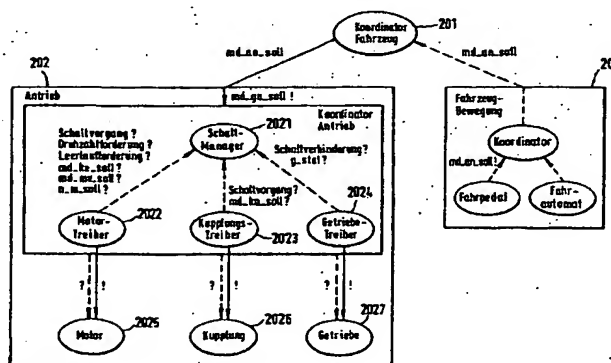 Koordinator
Fahrzeug
201
md_an_soll
md_an_soll
202
20
Antrieb
md_ga_soll !
Koordinator
Antrieb
Schalt-
Manager
2021
Schaltvorgang ?
Drehzahlforderung ?
Leerlaufforderung ?
md_ka_soll ?
md_mx_soll ?
n_m_soll ?
Schaltvorgang?
md_ka_soll ?
Schaltverhinderung ?
g_stat ?
Motor-
Treiber
2022
Kupplungs-
Treiber
2023
Getriebe-
Treiber
2024
? !
? !
? !
Motor
2025
Kupplung
2026
Getriebe
2027
Fahrzeug-
Bewegung
Koordinator
md_an_soll !
Fahrpedal
Fahr-
automat